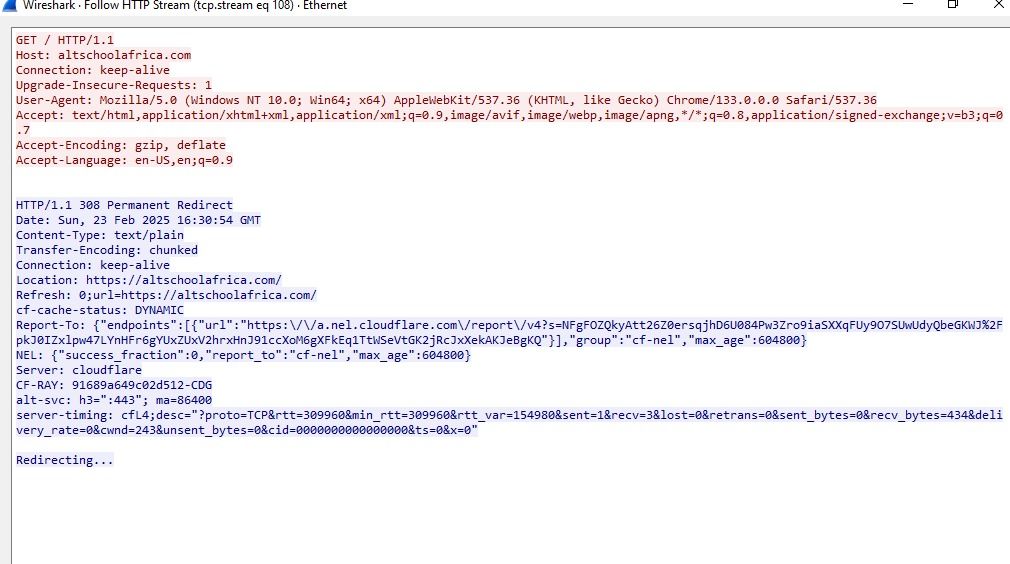 Wireshark · Follow HTTP Stream (tcp.stream eq 108) · Ethernet
GET / HTTP/1.1
Host: altschoolafrica.com
Connection: keep-alive
Upgrade-Insecure-Requests: 1
User-Agent: Mozilla/5.0 (Windows NT 10.0; Win64; x64) AppleWebKit/537.36 (KHTML, like Gecko) Chrome/133.0.0.0 Safari/537.36
Accept: text/html,application/xhtml+xml,application/xml;q=0.9,image/avif,image/webp,image/apng,*/*;q=0.8,application/signed-exchange;v=b3;q=0
.7
Accept-Encoding: gzip, deflate
Accept-Language: en-US,en;q=0.9
HTTP/1.1 308 Permanent Redirect
Date: Sun, 23 Feb 2025 16:30:54 GMT
Content-Type: text/plain
Transfer-Encoding: chunked
Connection: keep-alive
Location: https://altschoolafrica.com/
Refresh: 0;url=https://altschoolafrica.com/
cf-cache-status: DYNAMIC
Report-To: {"endpoints":[{"url":"https:\/\/a.nel.cloudflare.com\/report\/v4?s=NFgFOZQkyAtt26Z0ersqjhD6U084Pw3Zro9iaSXXqFUy9O7SUwUdyQbeGKWJ%2F
pkJ0IZxlpw47LYnHFr6gYUxZUxV2hrxHnJ91ccXoM6gXFkEq1TtWSeVtGK2jRcJxXekAKJeBgKQ"}],"group":"cf-nel","max_age":604800}
NEL: {"success_fraction":0,"report_to":"cf-nel","max_age":604800}
Server: cloudflare
CF-RAY: 91689a649c02d512-CDG
alt-svc: h3=":443"; ma=86400
server-timing: cfL4;desc="?proto=TCP&rtt=309960&min_rtt=309960&rtt_var=154980&sent=1&recv=3&lost=0&retrans=0&sent_bytes=0&recv_bytes=434&deli
very_rate=0&cwnd=243&unsent_bytes=0&cid=0000000000000000&ts=0&x=0"
Redirecting...